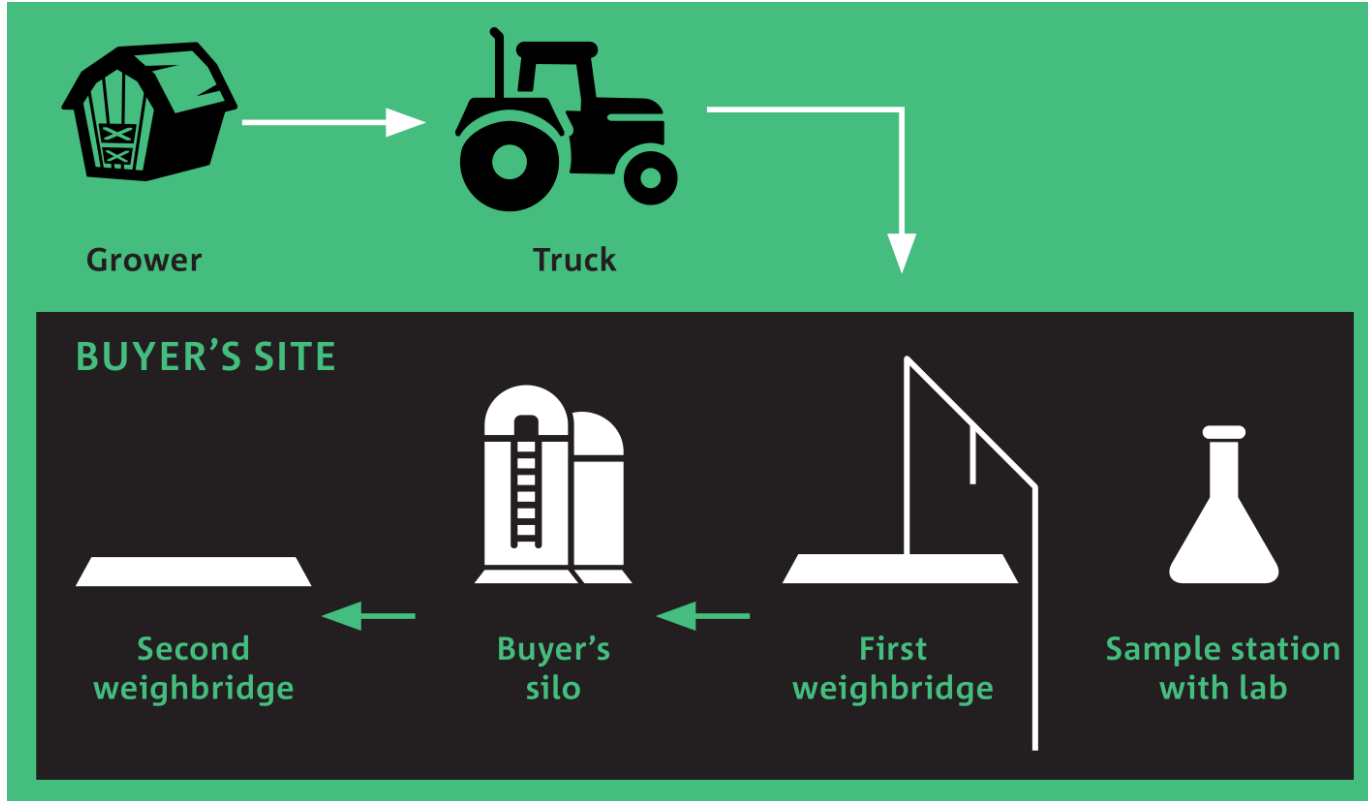 Grower
Truck
BUYER’S SITE
Second
weighbridge
Buyer’s
silo
First
weighbridge
Sample station
with lab